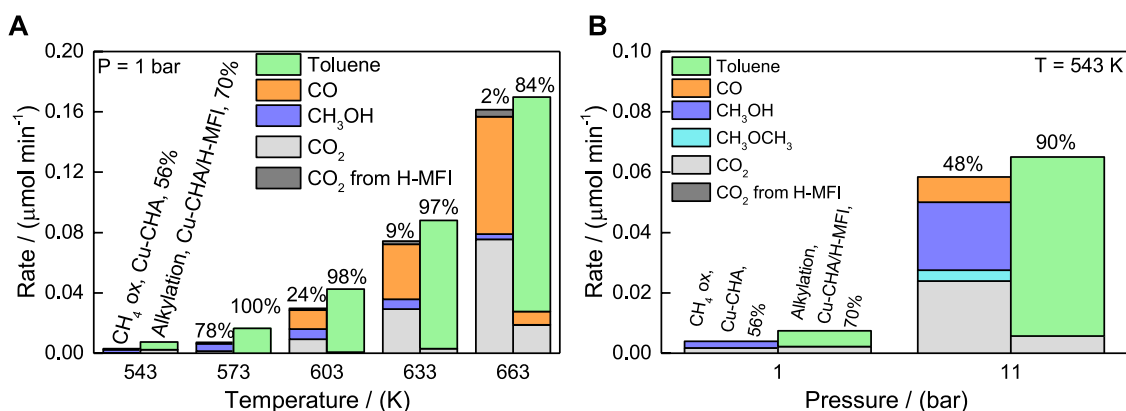 A
Rate / (μmol min⁻¹)
0.20
0.16
0.12
0.08
0.04
0.00
P = 1 bar
Toluene
CO
CH₃OH
CO₂
CO₂ from H-MFI
CH₄ ox, Cu-CHA, 56%
Alkylation, Cu-CHA/H-MFI, 70%
78%
100%
24%
98%
9%
97%
2%
84%
543
573
603
633
663
Temperature / (K)
B
Rate / (μmol min⁻¹)
0.10
0.08
0.06
0.04
0.02
0.00
T = 543 K
Toluene
CO
CH₃OH
CH₃OCH₃
CO₂
CO₂ from H-MFI
CH₄ ox,
Cu-CHA,
56%
Alkylation,
Cu-CHA/H-MFI,
70%
48%
90%
1
11
Pressure / (bar)